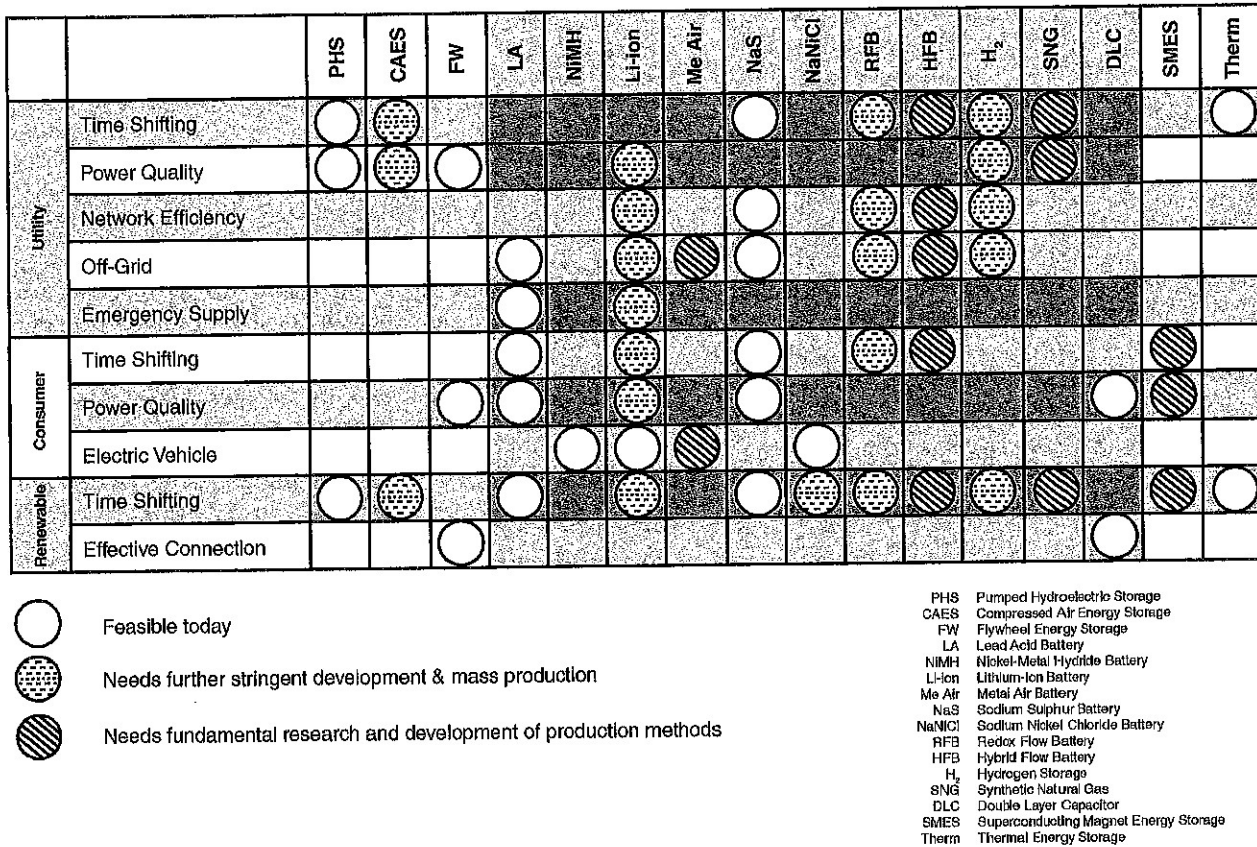 PHS CAES FW LA NiMH Li-Ion Me Air NaS NaNiCl RFB HFB H₂ SNG DLC SMES Therm
Utility
Time Shifting
Power Quality
Network Efficiency
Off-Grid
Emergency Supply
Consumer
Time Shifting
Power Quality
Electric Vehicle
Renewable
Time Shifting
Effective Connection
Feasible today
Needs further stringent development & mass production
Needs fundamental research and development of production methods
PHS Pumped Hydroelectric Storage
CAES Compressed Air Energy Storage
FW Flywheel Energy Storage
LA Lead Acid Battery
NiMH Nickel-Metal Hydride Battery
Li-Ion Lithium-Ion Battery
Me Air Metal Air Battery
NaS Sodium Sulphur Battery
NaNiCl Sodium Nickel Chloride Battery
RFB Redox Flow Battery
HFB Hybrid Flow Battery
H₂ Hydrogen Storage
SNG Synthetic Natural Gas
DLC Double Layer Capacitor
SMES Superconducting Magnet Energy Storage
Therm Thermal Energy Storage